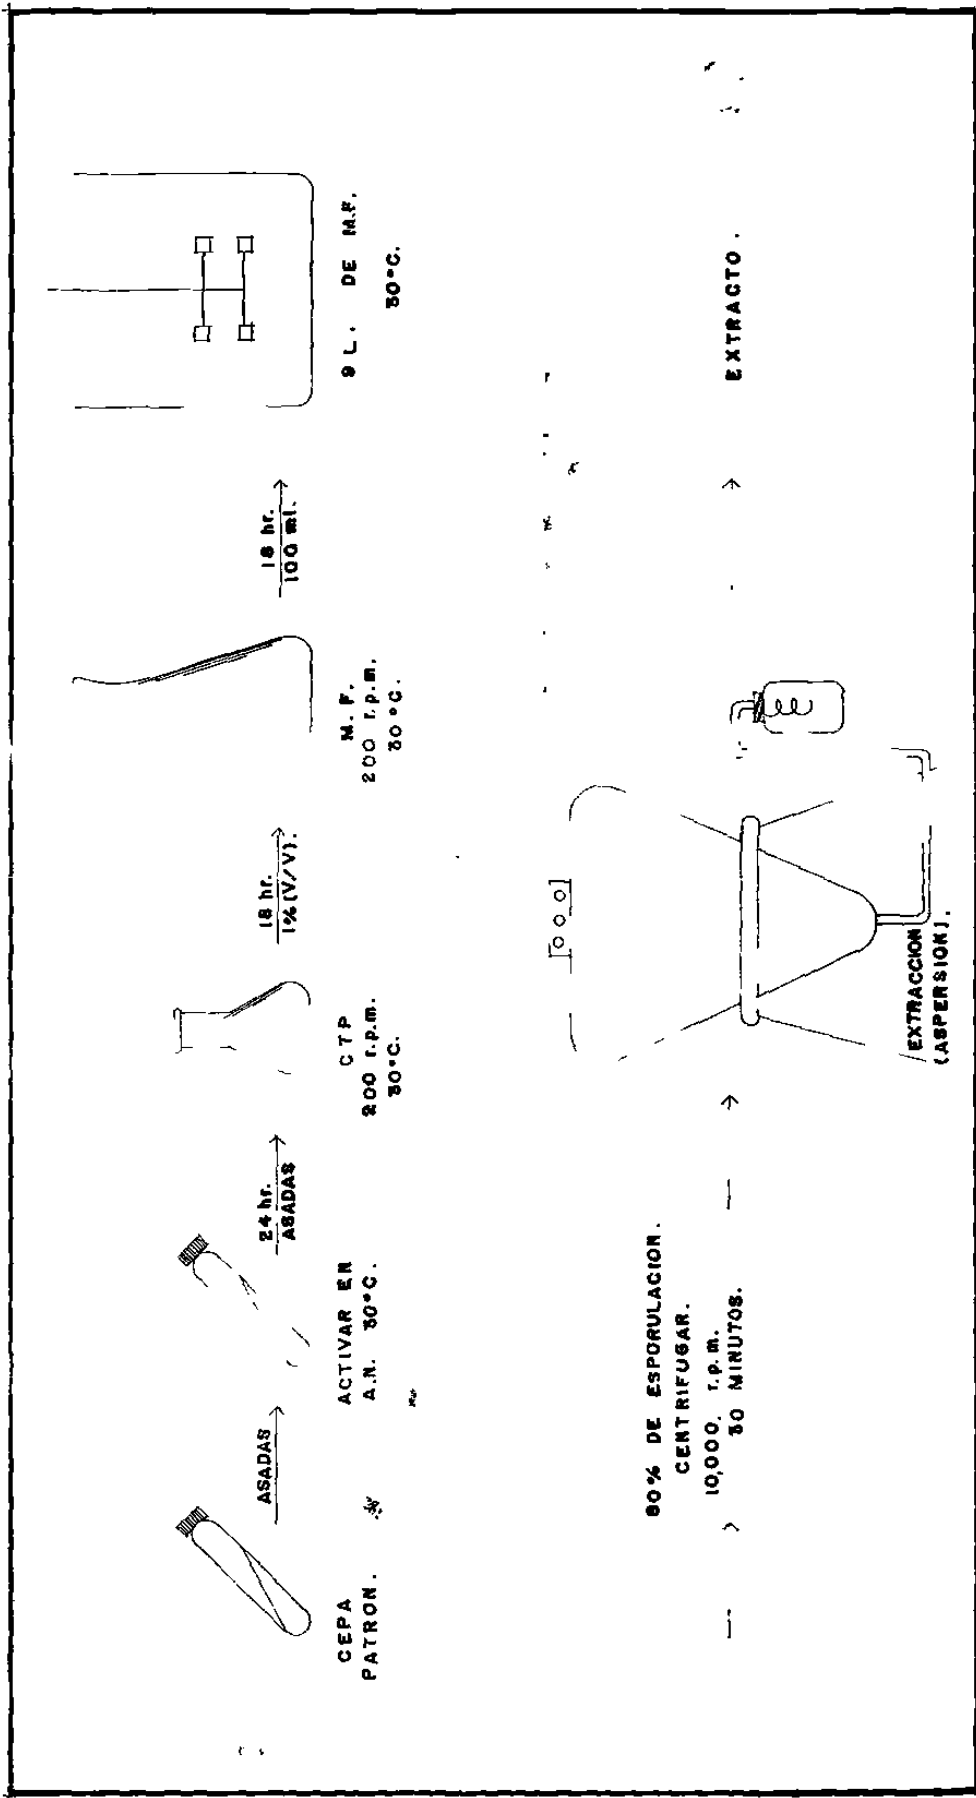 CEPA
PATRON.
ASADAS
ACTIVAR EN
A.N. 30°C.
24 hr.
ASADAS
CTP
200 r.p.m.
30°C.
18 hr.
1% (V/V).
M.F.
200 r.p.m.
30°C.
18 hr.
100 ml.
9 L. DE M.F.
30°C.
80% DE ESPORULACION.
CENTRIFUGAR.
10,000. r.p.m.
30 MINUTOS.
EXTRACCION
(ASPERSION).
EXTRACTO.